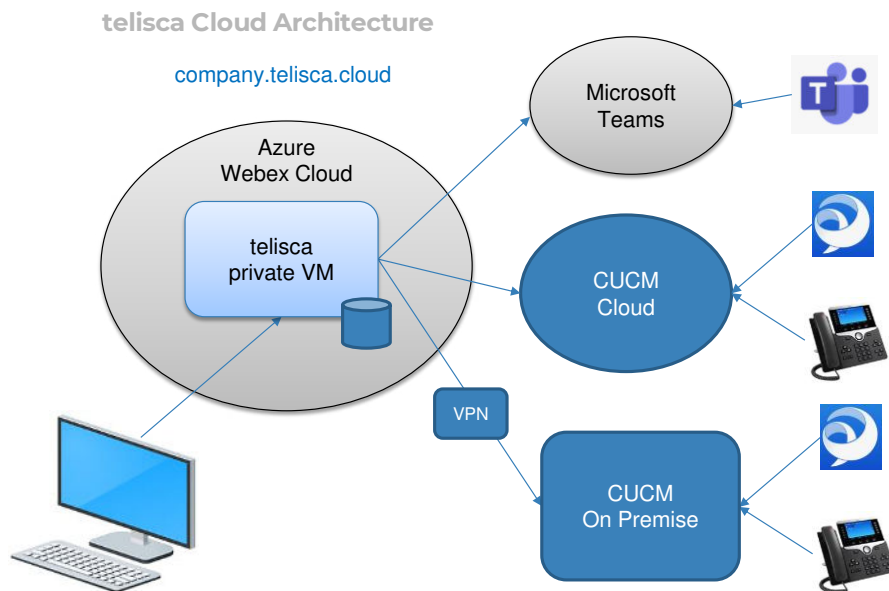 telisca Cloud Architecture
company.telisca.cloud
Microsoft
Teams
T
Azure
Webex Cloud
telisca
private VM
CUCM
Cloud
VPN
CUCM
On Premise